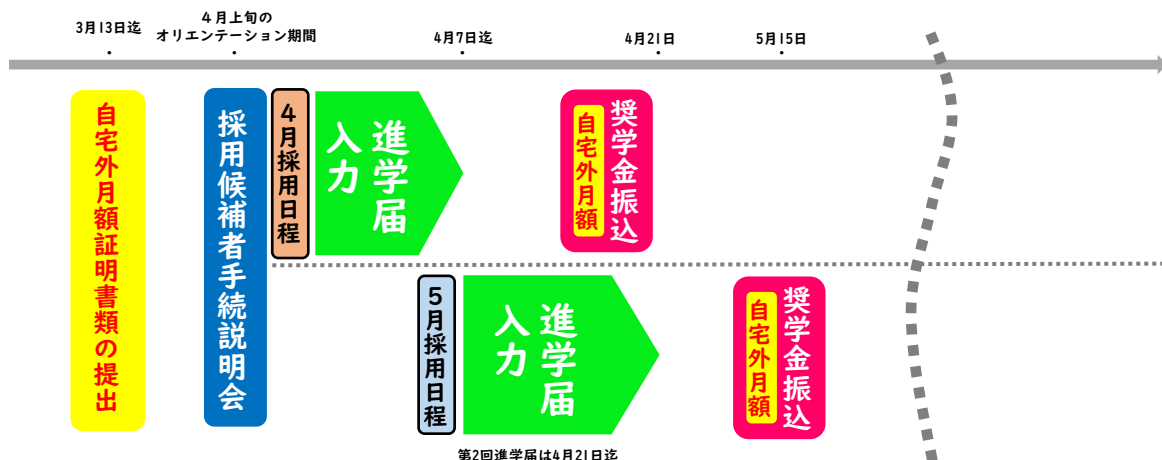 3月13日迄
4月上旬の
オリエンテーション期間
4月7日迄
4月21日
5月15日
自宅外月額証明書類の提出
採用候補者手続説明会
4月採用日程
進学届
入力
奨学金振込
自宅外月額
5月採用日程
進学届
入力
奨学金振込
自宅外月額
第2回進学届は4月21日迄